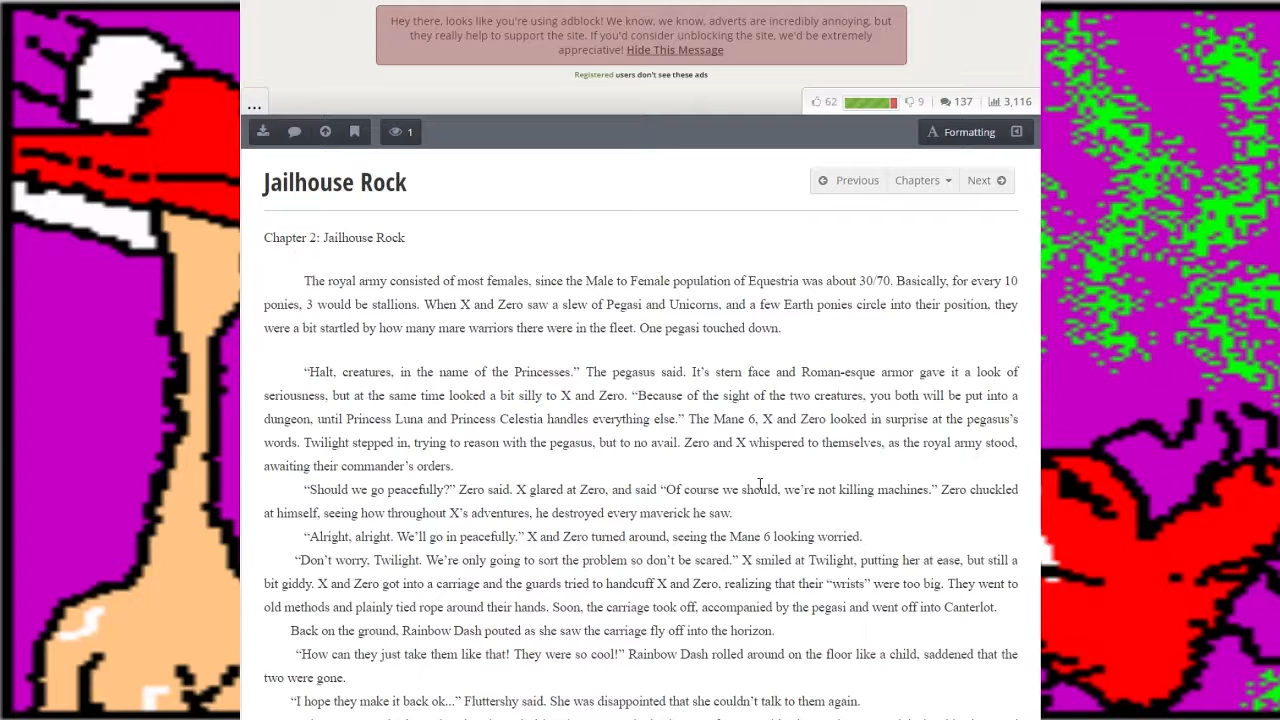 Hey there, looks like you're using adblock! We know, we know, adverts are incredibly annoying, but
they really help to support the site. If you'd consider unblocking the site, we'd be extremely
appreciative! Hide This Message
Registered users don't see these ads
...
62 9 137 3,116
1 Formatting
Jailhouse Rock
Previous Chapters Next
Chapter 2: Jailhouse Rock
The royal army consisted of most females, since the Male to Female population of Equestria was about 30/70. Basically, for every 10
ponies, 3 would be stallions. When X and Zero saw a slew of Pegasi and Unicorns, and a few Earth ponies circle into their position, they
were a bit startled by how many mare warriors there were in the fleet. One pegasi touched down.
“Halt, creatures, in the name of the Princesses.” The pegasus said. It’s stern face and Roman-esque armor gave it a look of
seriousness, but at the same time looked a bit silly to X and Zero. “Because of the sight of the two creatures, you both will be put into a
dungeon, until Princess Luna and Princess Celestia handles everything else.” The Mane 6, X and Zero looked in surprise at the pegasus’s
words. Twilight stepped in, trying to reason with the pegasus, but to no avail. Zero and X whispered to themselves, as the royal army stood,
awaiting their commander’s orders.
“Should we go peacefully?” Zero said. X glared at Zero, and said “Of course we should, we’re not killing machines.” Zero chuckled
at himself, seeing how throughout X’s adventures, he destroyed every maverick he saw.
“Alright, alright. We’ll go in peacefully.” X and Zero turned around, seeing the Mane 6 looking worried.
“Don’t worry, Twilight. We’re only going to sort the problem so don’t be scared.” X smiled at Twilight, putting her at ease, but still a
bit giddy. X and Zero got into a carriage and the guards tried to handcuff X and Zero, realizing that their “wrists” were too big. They went to
old methods and plainly tied rope around their hands. Soon, the carriage took off, accompanied by the pegasi and went off into Canterlot.
Back on the ground, Rainbow Dash pouted as she saw the carriage fly off into the horizon.
“How can they just take them like that! They were so cool!” Rainbow Dash rolled around on the floor like a child, saddened that the
two were gone.
“I hope they make it back ok...” Fluttershy said. She was disappointed that she couldn’t talk to them again.